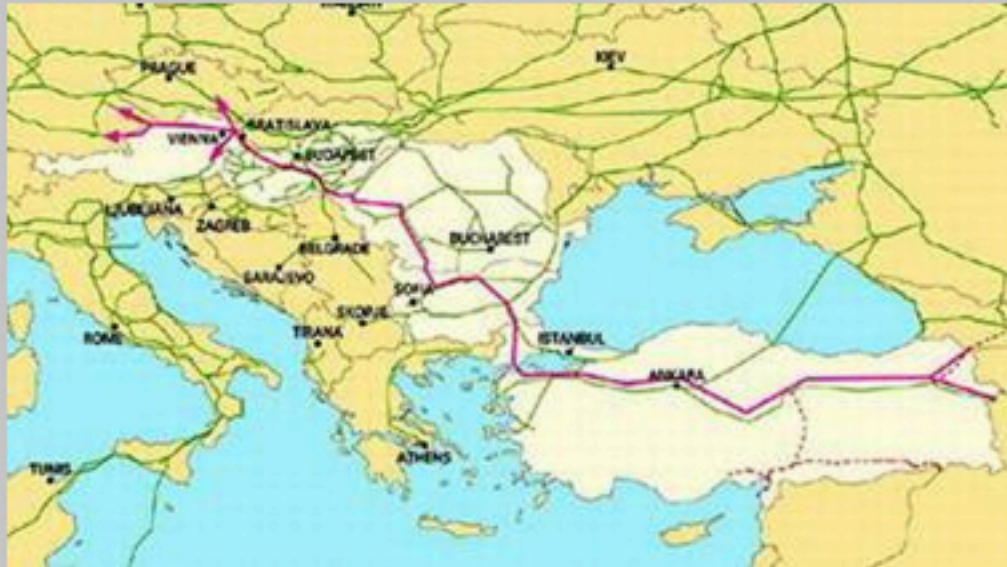 KIEV
PRAGUE
BRATISLAVA
VIENNA
BUDAPEST
LJUBLJANA
ZAGREB
BELGRADE
BUCHAREST
SARAJEVO
SOFIA
SKOPJE
ROME
TIRANA
ISTANBUL
ANKARA
ATHENS
TUNIS